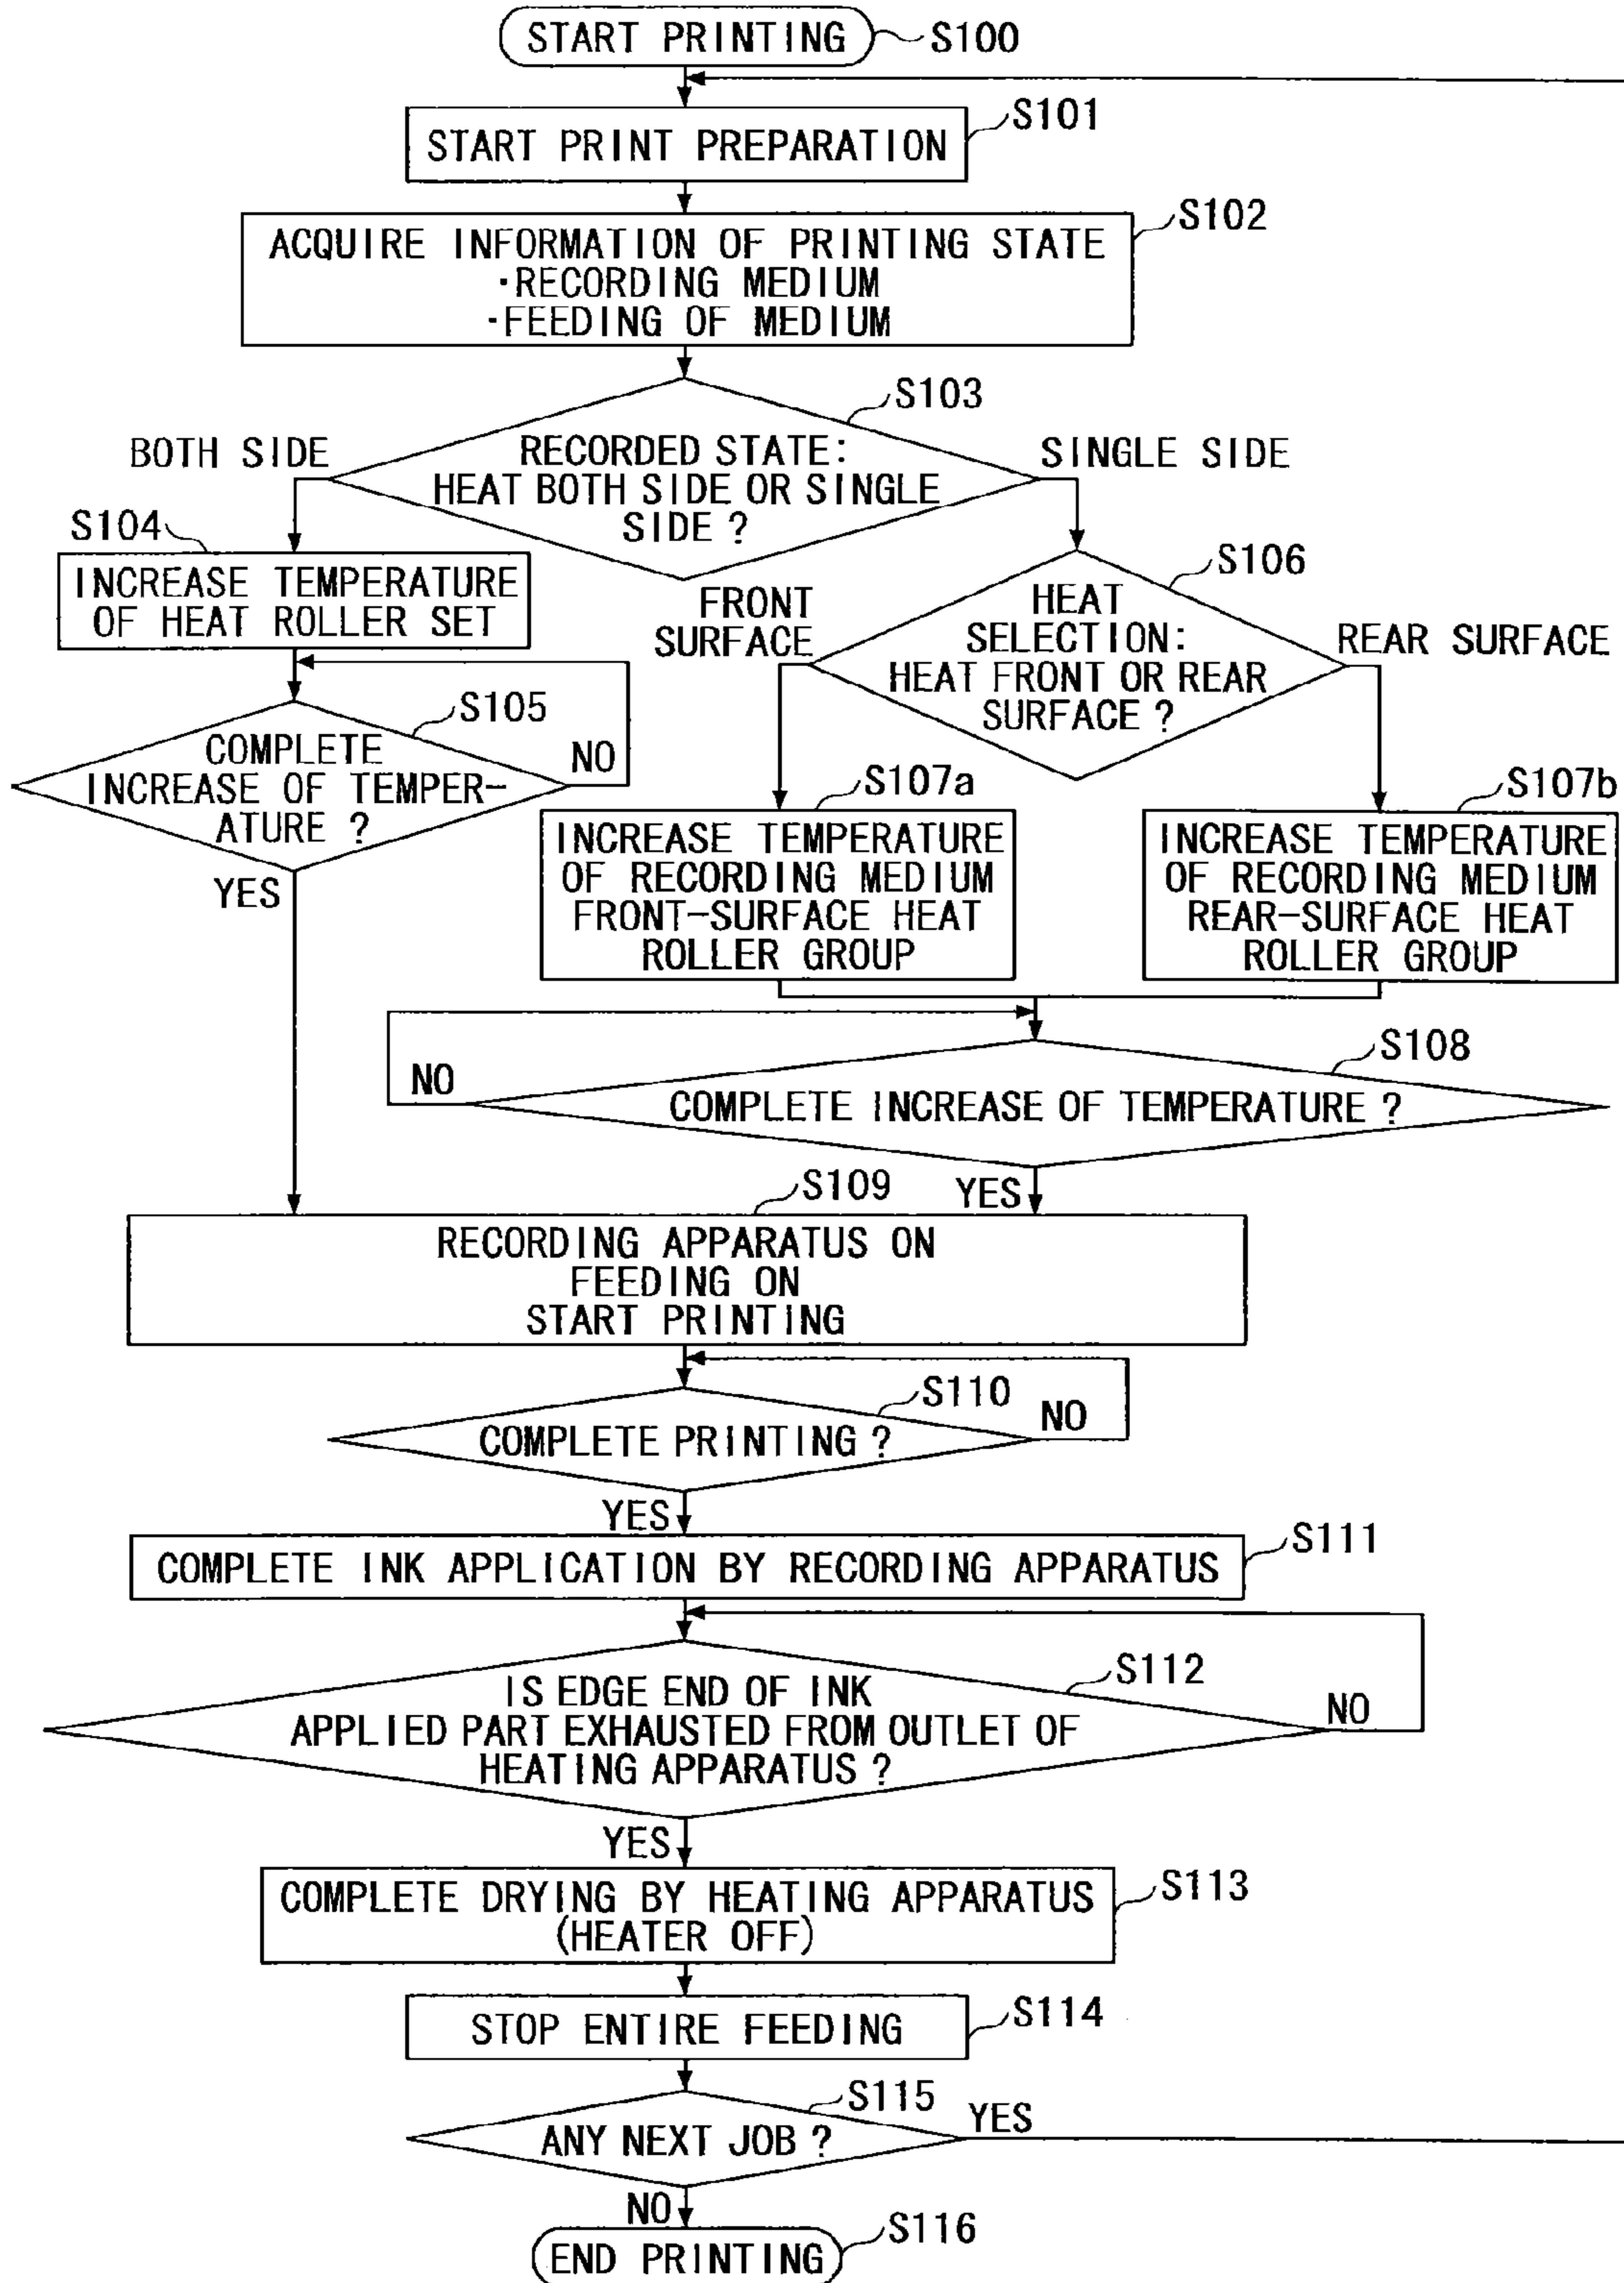 START PRINTING
S100
START PRINT PREPARATION
S101
ACQUIRE INFORMATION OF PRINTING STATE
·RECORDING MEDIUM
·FEEDING OF MEDIUM
S102
S103
BOTH SIDE
RECORDED STATE:
HEAT BOTH SIDE OR SINGLE
SIDE ?
SINGLE SIDE
S104
INCREASE TEMPERATURE
OF HEAT ROLLER SET
S106
FRONT
SURFACE
HEAT
SELECTION:
HEAT FRONT OR REAR
SURFACE ?
REAR SURFACE
S105
COMPLETE
INCREASE OF TEMPER-
ATURE ?
NO
YES
S107a
INCREASE TEMPERATURE
OF RECORDING MEDIUM
FRONT-SURFACE HEAT
ROLLER GROUP
S107b
INCREASE TEMPERATURE
OF RECORDING MEDIUM
REAR-SURFACE HEAT
ROLLER GROUP
S108
NO
COMPLETE INCREASE OF TEMPERATURE ?
YES
S109
RECORDING APPARATUS ON
FEEDING ON
START PRINTING
S110
COMPLETE PRINTING ?
NO
YES
COMPLETE INK APPLICATION BY RECORDING APPARATUS
S111
S112
IS EDGE END OF INK
APPLIED PART EXHAUSTED FROM OUTLET OF
HEATING APPARATUS ?
NO
YES
COMPLETE DRYING BY HEATING APPARATUS
(HEATER OFF)
S113
STOP ENTIRE FEEDING
S114
S115
ANY NEXT JOB ?
YES
NO
END PRINTING
S116